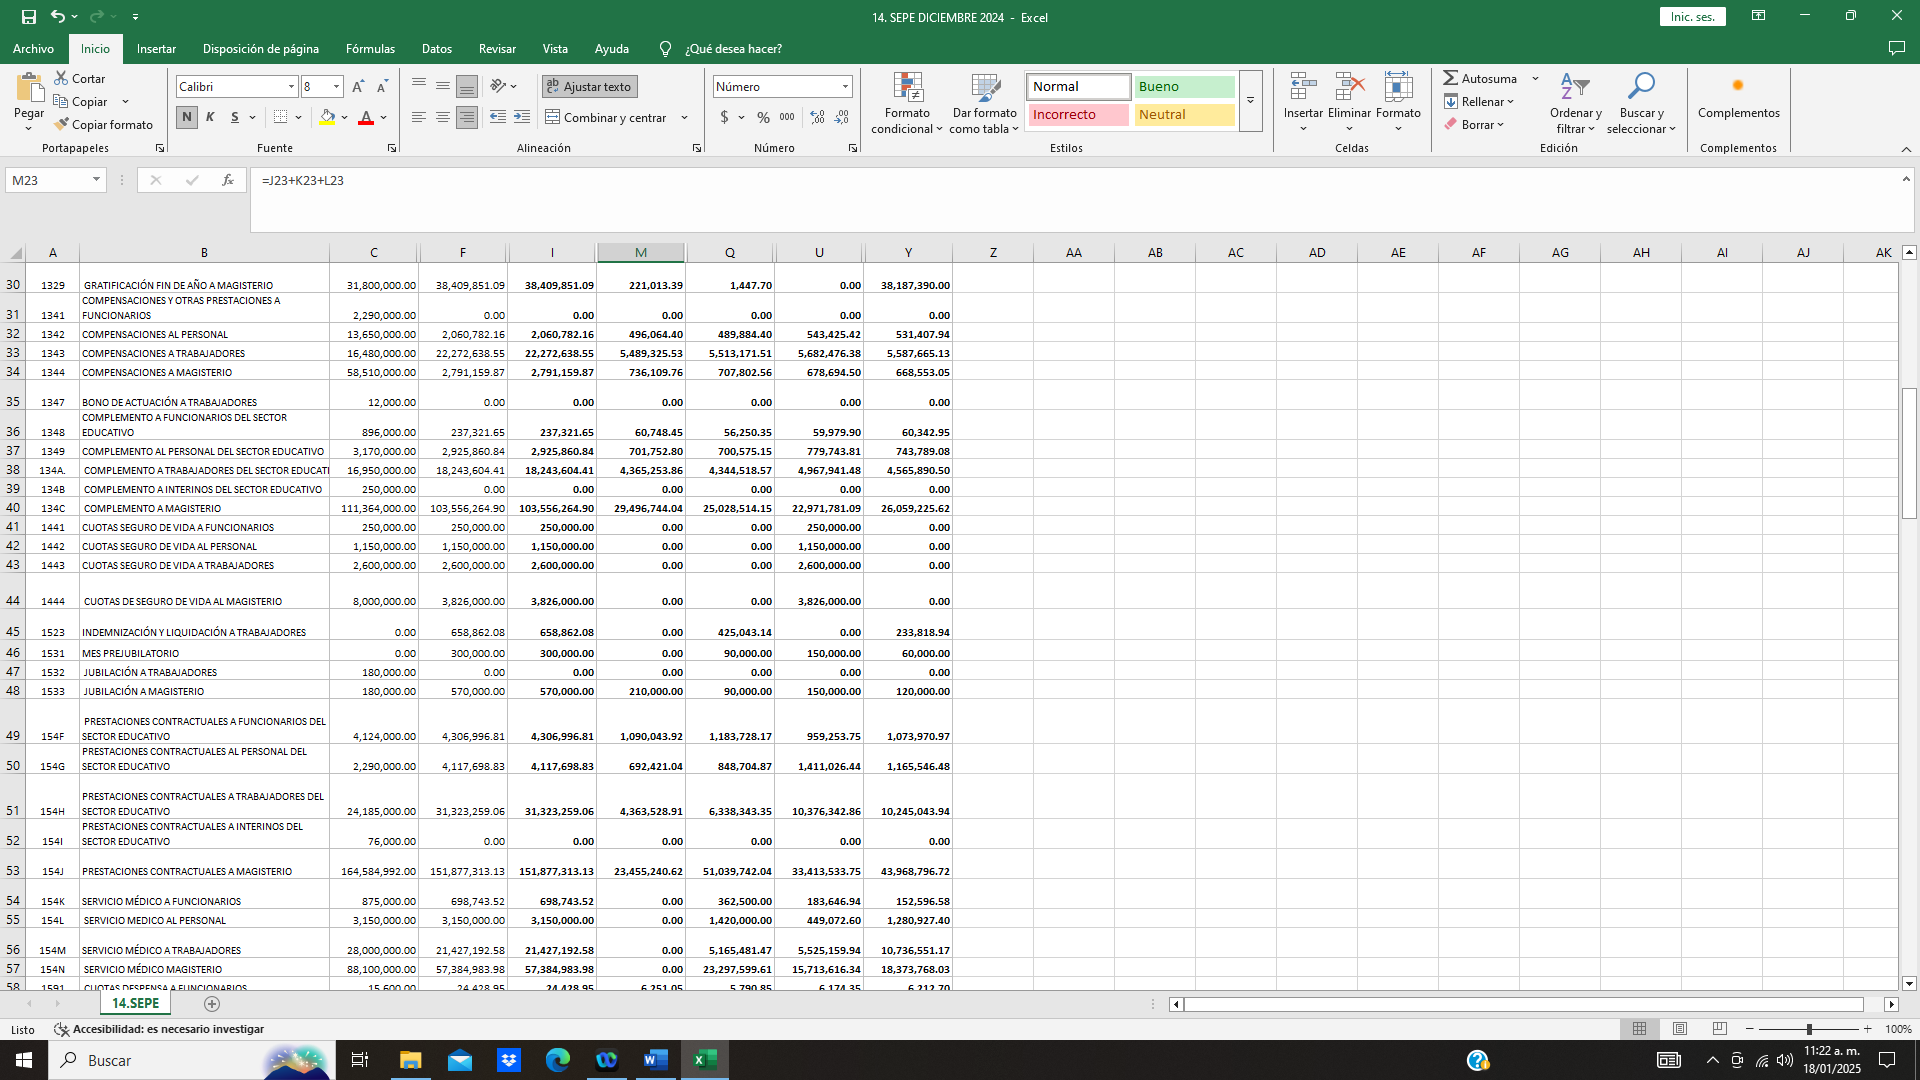 14. SEPE DICIEMBRE 2024 - Excel
Inic. ses.
Archivo Inicio Insertar Disposición de página Fórmulas Datos Revisar Vista Ayuda ¿Qué desea hacer?
Pegar
Cortar
Copiar
Copiar formato
Portapapeles
Calibri 8
N K S
Fuente
Ajustar texto
Combinar y centrar
Alineación
Número
$ % 000
Número
Formato condicional
Dar formato como tabla
Normal Bueno
Incorrecto Neutral
Estilos
Insertar Eliminar Formato
Celdas
Autosuma
Rellenar
Borrar
Ordenar y filtrar
Buscar y seleccionar
Edición
Complementos
Complementos
M23 fx =J23+K23+L23
A B C F I M Q U Y Z AA AB AC AD AE AF AG AH AI AJ AK
30 1329 GRATIFICACIÓN FIN DE AÑO A MAGISTERIO 31,800,000.00 38,409,851.09 38,409,851.09 221,013.39 1,447.70 0.00 38,187,390.00
31 1341 COMPENSACIONES Y OTRAS PRESTACIONES A FUNCIONARIOS 2,290,000.00 0.00 0.00 0.00 0.00 0.00 0.00
32 1342 COMPENSACIONES AL PERSONAL 13,650,000.00 2,060,782.16 2,060,782.16 496,064.40 489,884.40 543,425.42 531,407.94
33 1343 COMPENSACIONES A TRABAJADORES 16,480,000.00 22,272,638.55 22,272,638.55 5,489,325.53 5,513,171.51 5,682,476.38 5,587,665.13
34 1344 COMPENSACIONES A MAGISTERIO 58,510,000.00 2,791,159.87 2,791,159.87 736,109.76 707,802.56 678,694.50 668,553.05
35 1347 BONO DE ACTUACIÓN A TRABAJADORES 12,000.00 0.00 0.00 0.00 0.00 0.00 0.00
36 1348 COMPLEMENTO A FUNCIONARIOS DEL SECTOR EDUCATIVO 896,000.00 237,321.65 237,321.65 60,748.45 56,250.35 59,979.90 60,342.95
37 1349 COMPLEMENTO AL PERSONAL DEL SECTOR EDUCATIVO 3,170,000.00 2,925,860.84 2,925,860.84 701,752.80 700,575.15 779,743.81 743,789.08
38 134A. COMPLEMENTO A TRABAJADORES DEL SECTOR EDUCATI 16,950,000.00 18,243,604.41 18,243,604.41 4,365,253.86 4,344,518.57 4,967,941.48 4,565,890.50
39 134B COMPLEMENTO A INTERINOS DEL SECTOR EDUCATIVO 250,000.00 0.00 0.00 0.00 0.00 0.00 0.00
40 134C COMPLEMENTO A MAGISTERIO 111,364,000.00 103,556,264.90 103,556,264.90 29,496,744.04 25,028,514.15 22,971,781.09 26,059,225.62
41 1441 CUOTAS SEGURO DE VIDA A FUNCIONARIOS 250,000.00 250,000.00 250,000.00 0.00 0.00 250,000.00 0.00
42 1442 CUOTAS SEGURO DE VIDA AL PERSONAL 1,150,000.00 1,150,000.00 1,150,000.00 0.00 0.00 1,150,000.00 0.00
43 1443 CUOTAS SEGURO DE VIDA A TRABAJADORES 2,600,000.00 2,600,000.00 2,600,000.00 0.00 0.00 2,600,000.00 0.00
44 1444 CUOTAS DE SEGURO DE VIDA AL MAGISTERIO 8,000,000.00 3,826,000.00 3,826,000.00 0.00 0.00 3,826,000.00 0.00
45 1523 INDEMNIZACIÓN Y LIQUIDACIÓN A TRABAJADORES 0.00 658,862.08 658,862.08 0.00 425,043.14 0.00 233,818.94
46 1531 MES PREJUBILATORIO 0.00 300,000.00 300,000.00 0.00 90,000.00 150,000.00 60,000.00
47 1532 JUBILACIÓN A TRABAJADORES 180,000.00 0.00 0.00 0.00 0.00 0.00 0.00
48 1533 JUBILACIÓN A MAGISTERIO 180,000.00 570,000.00 570,000.00 210,000.00 90,000.00 150,000.00 120,000.00
49 154F PRESTACIONES CONTRACTUALES A FUNCIONARIOS DEL SECTOR EDUCATIVO 4,124,000.00 4,306,996.81 4,306,996.81 1,090,043.92 1,183,728.17 959,253.75 1,073,970.97
50 154G PRESTACIONES CONTRACTUALES AL PERSONAL DEL SECTOR EDUCATIVO 2,290,000.00 4,117,698.83 4,117,698.83 692,421.04 848,704.87 1,411,026.44 1,165,546.48
51 154H PRESTACIONES CONTRACTUALES A TRABAJADORES DEL SECTOR EDUCATIVO 24,185,000.00 31,323,259.06 31,323,259.06 4,363,528.91 6,338,343.35 10,376,342.86 10,245,043.94
52 154I PRESTACIONES CONTRACTUALES A INTERINOS DEL SECTOR EDUCATIVO 76,000.00 0.00 0.00 0.00 0.00 0.00 0.00
53 154J PRESTACIONES CONTRACTUALES A MAGISTERIO 164,584,992.00 151,877,313.13 151,877,313.13 23,455,240.62 51,039,742.04 33,413,533.75 43,968,796.72
54 154K SERVICIO MÉDICO A FUNCIONARIOS 875,000.00 698,743.52 698,743.52 0.00 362,500.00 183,646.94 152,596.58
55 154L SERVICIO MEDICO AL PERSONAL 3,150,000.00 3,150,000.00 3,150,000.00 0.00 1,420,000.00 449,072.60 1,280,927.40
56 154M SERVICIO MÉDICO A TRABAJADORES 28,000,000.00 21,427,192.58 21,427,192.58 0.00 5,165,481.47 5,525,159.94 10,736,551.17
57 154N SERVICIO MÉDICO MAGISTERIO 88,100,000.00 57,384,983.98 57,384,983.98 0.00 23,297,599.61 15,713,616.34 18,373,768.03
58 1591 CUOTAS DESPENSA A FUNCIONARIOS 15,600.00 24,428.95 24,428.95 6,251.05 5,790.85 6,174.35 6,212.70
14.SEPE
Listo Accesibilidad: es necesario investigar 100%
Buscar
11:22 a. m.
18/01/2025